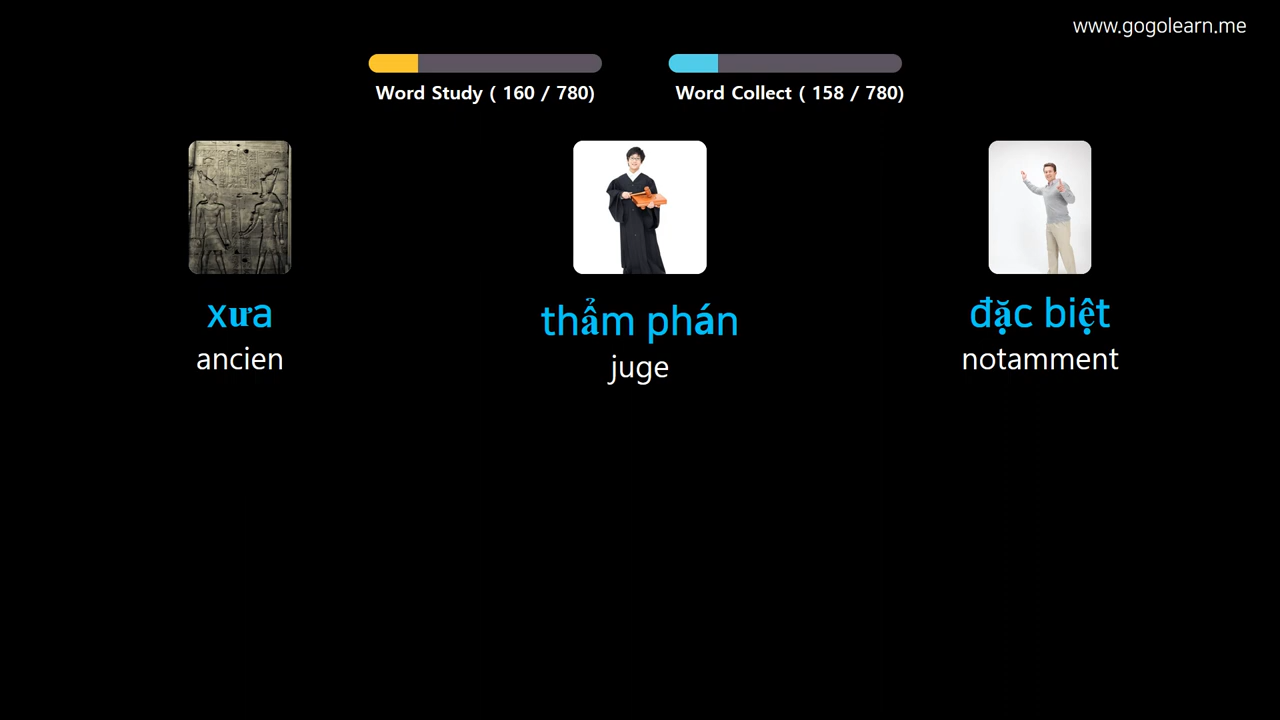 www.gogolearn.me
Word Study ( 160 / 780)
Word Collect ( 158 / 780)
xưa
thẩm phán
đặc biệt
ancien
juge
notamment